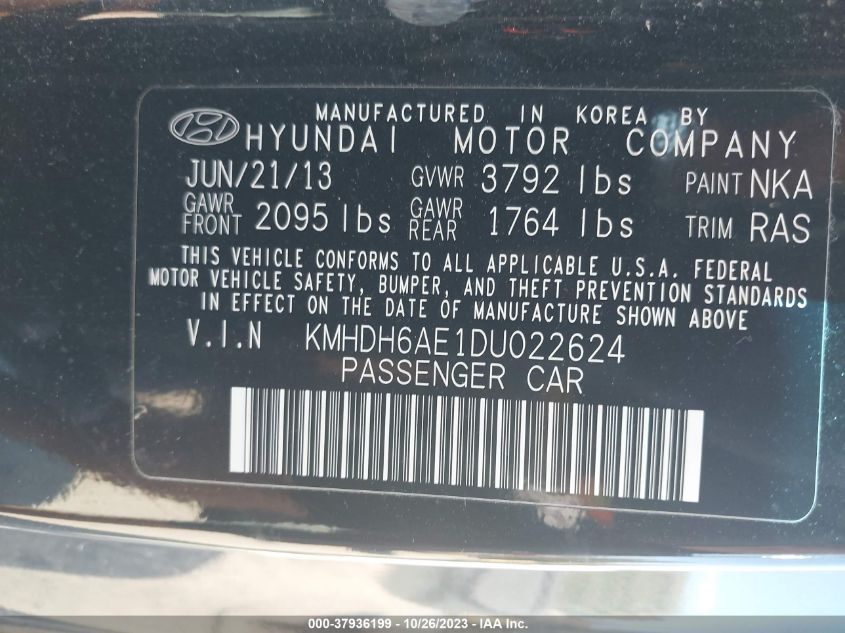 MANUFACTURED IN KOREA BY
HYUNDAI MOTOR COMPANY
JUN/21/13 GVWR 3792 lbs PAINT NKA
GAWR FRONT 2095 lbs GAWR REAR 1764 lbs TRIM RAS
THIS VEHICLE CONFORMS TO ALL APPLICABLE U.S.A. FEDERAL
MOTOR VEHICLE SAFETY, BUMPER, AND THEFT PREVENTION STANDARDS
IN EFFECT ON THE DATE OF MANUFACTURE SHOWN ABOVE
V.I.N KMHDH6AE1DU022624
PASSENGER CAR
000-37936199 - 10/26/2023 - IAA Inc.